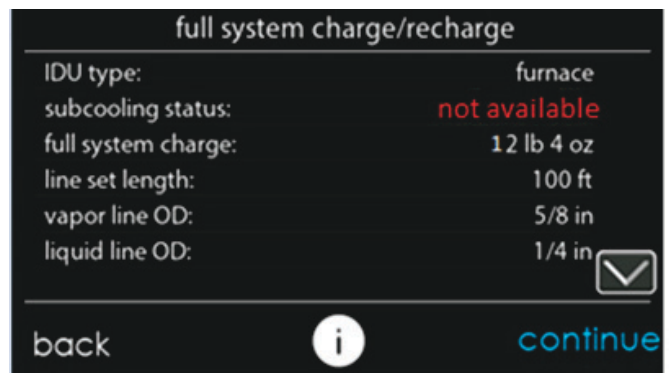 full system charge/recharge
IDU type: furnace
subcooling status: not available
full system charge: 12 lb 4 oz
line set length: 100 ft
vapor line OD: 5/8 in
liquid line OD: 1/4 in
back i continue